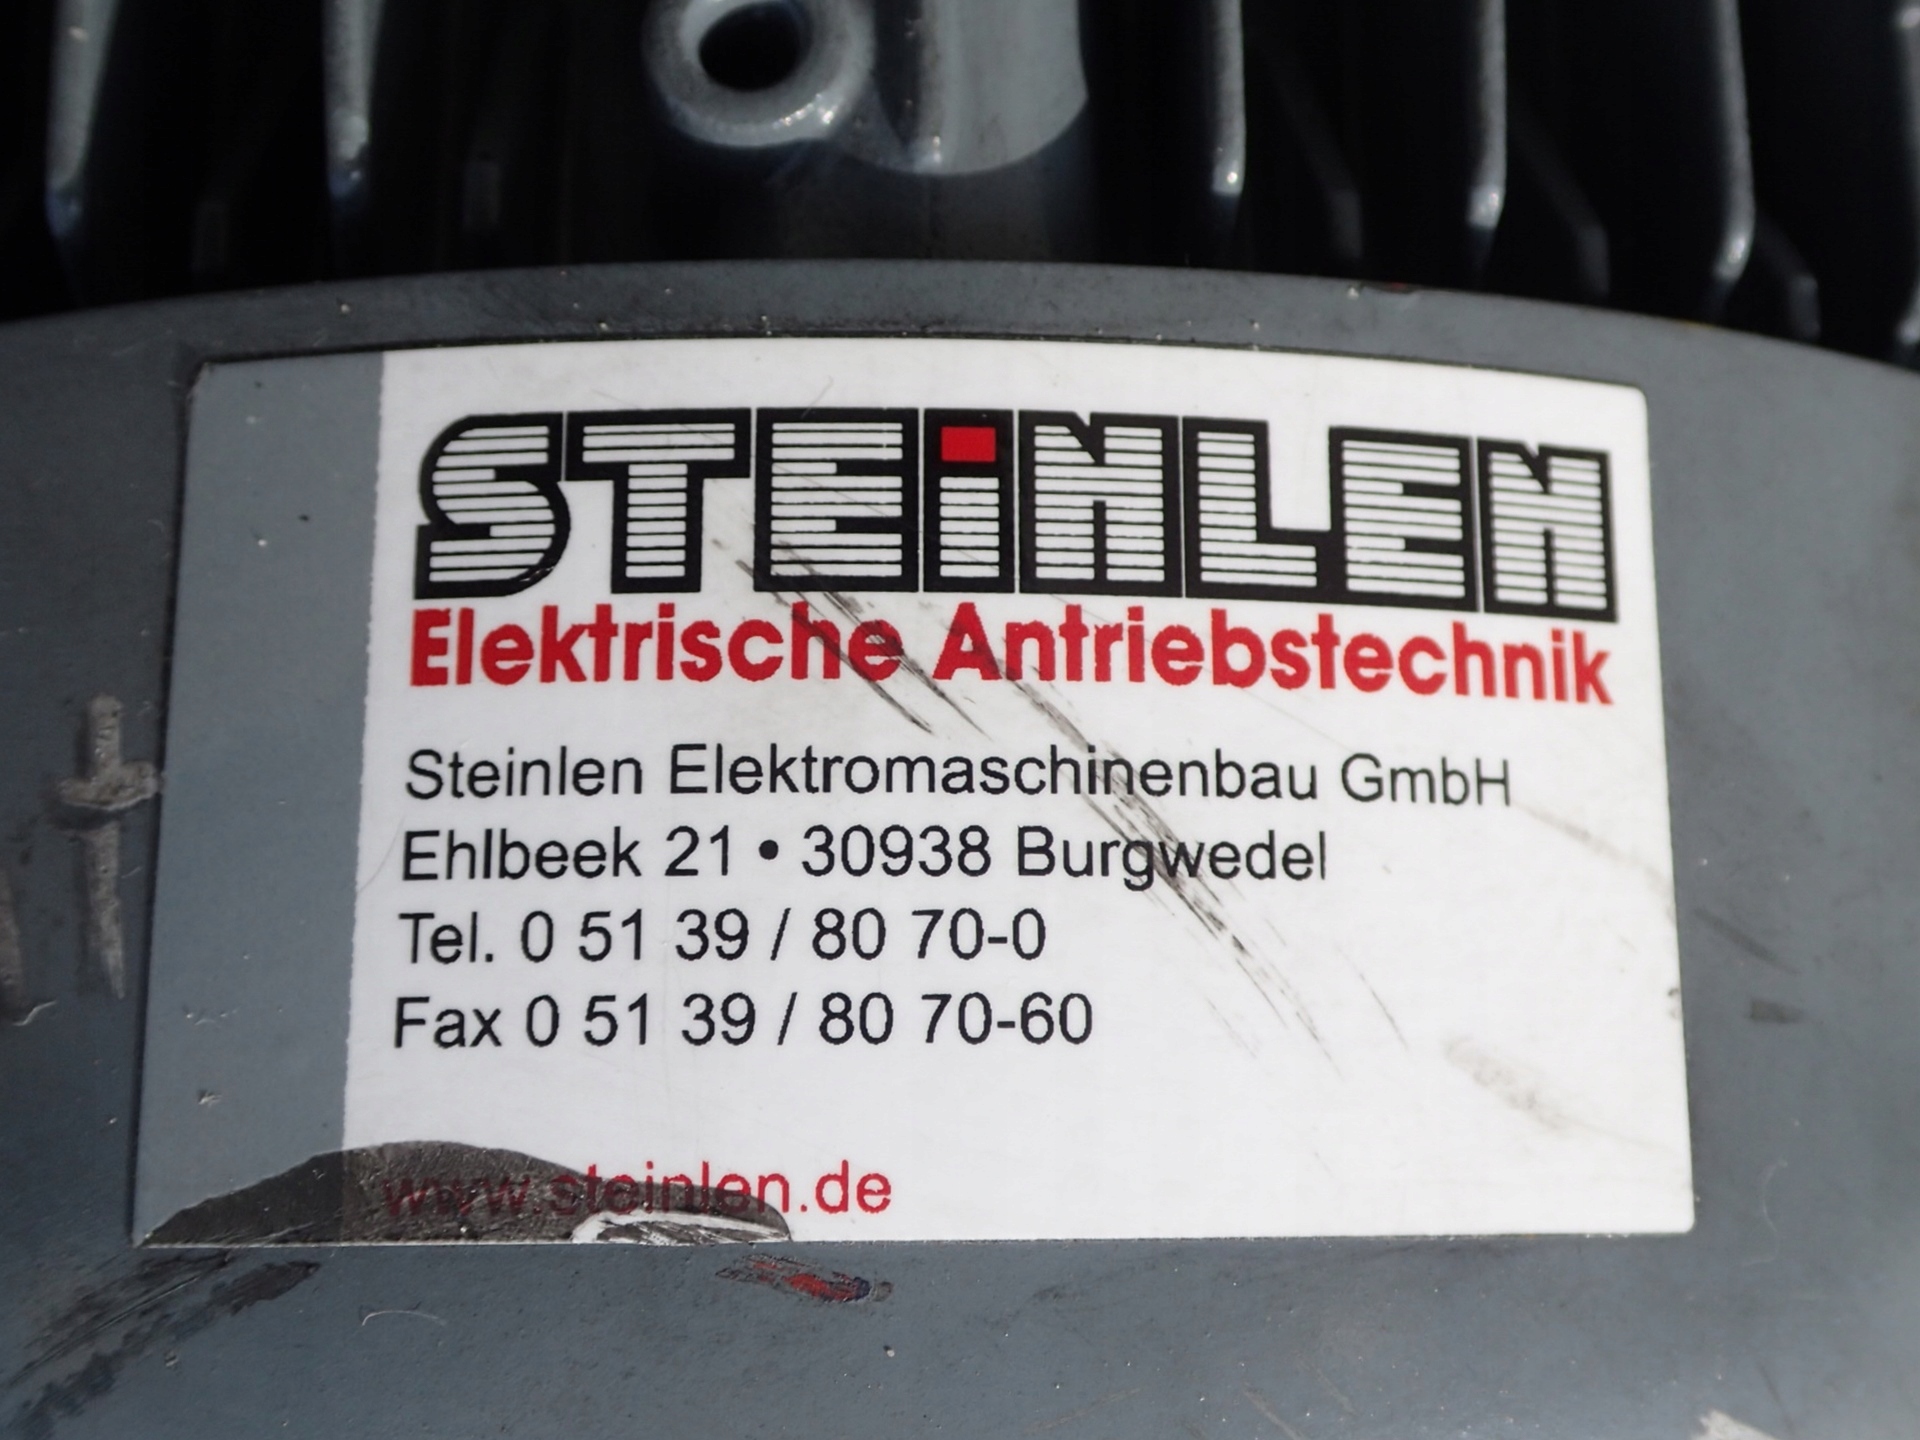 STEiNLEN
Elektrische Antriebstechnik
Steinlen Elektromaschinenbau GmbH
Ehlbeek 21 • 30938 Burgwedel
Tel. 0 51 39 / 80 70-0
Fax 0 51 39 / 80 70-60
www.steinlen.de